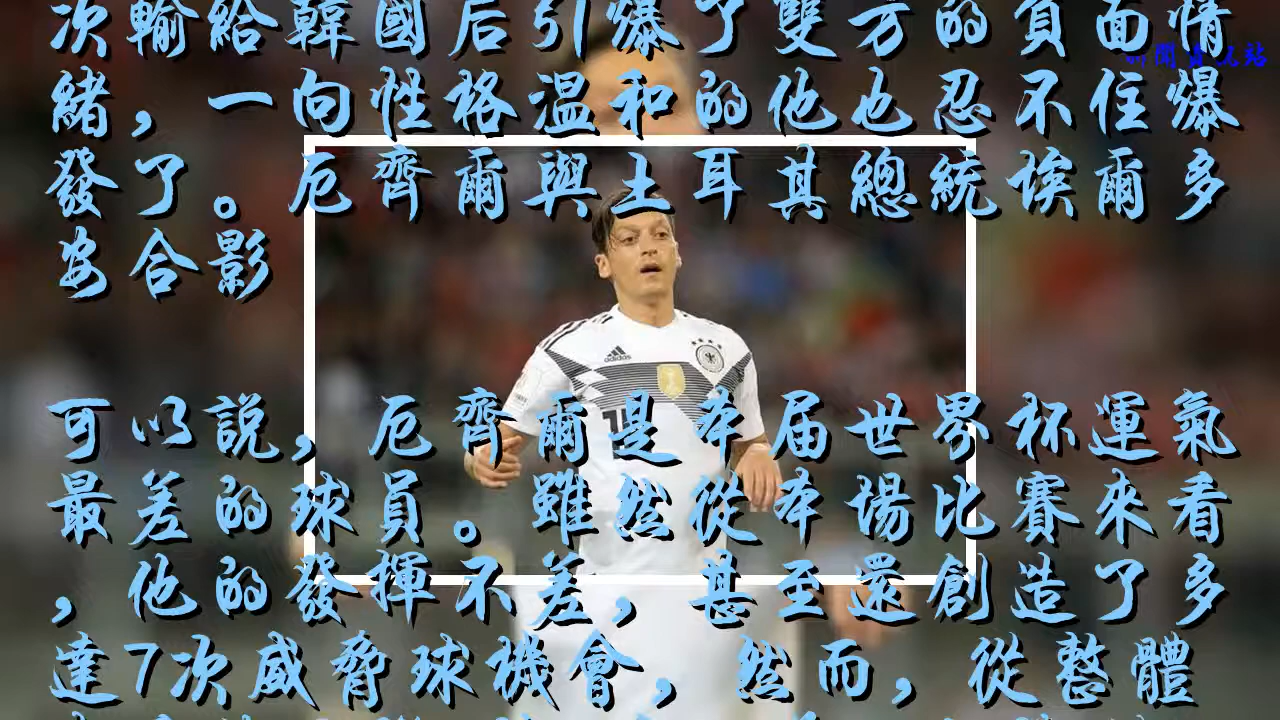 次輸給韓國后引爆了雙方的負面情
緒，一向性格溫和的他也忍不住爆
發了。厄齊爾與土耳其總統埃爾多
安合影
可以說，厄齊爾是本届世界杯運氣
最差的球員。雖然從本場比賽來看
，他的發揮不差，甚至還創造了多
達7次威脅球機會，然而，從整體
adidas